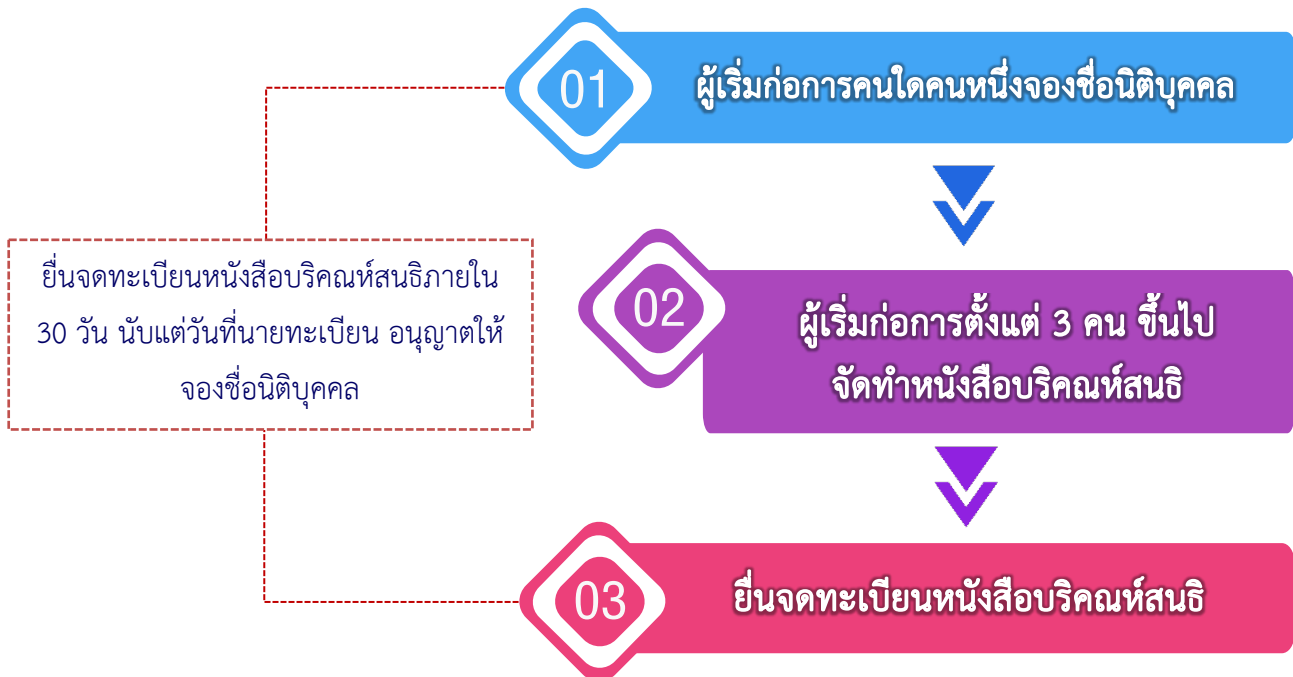 01
ผู้เริ่มก่อการคนใดคนหนึ่งจองชื่อนิติบุคคล
ยื่นจดทะเบียนหนังสือบริคณห์สนธิภายใน
30 วัน นับแต่วันที่นายทะเบียน อนุญาตให้
จองชื่อนิติบุคคล
02
ผู้เริ่มก่อการตั้งแต่ 3 คน ขึ้นไป
จัดทำหนังสือบริคณห์สนธิ
03
ยื่นจดทะเบียนหนังสือบริคณห์สนธิ